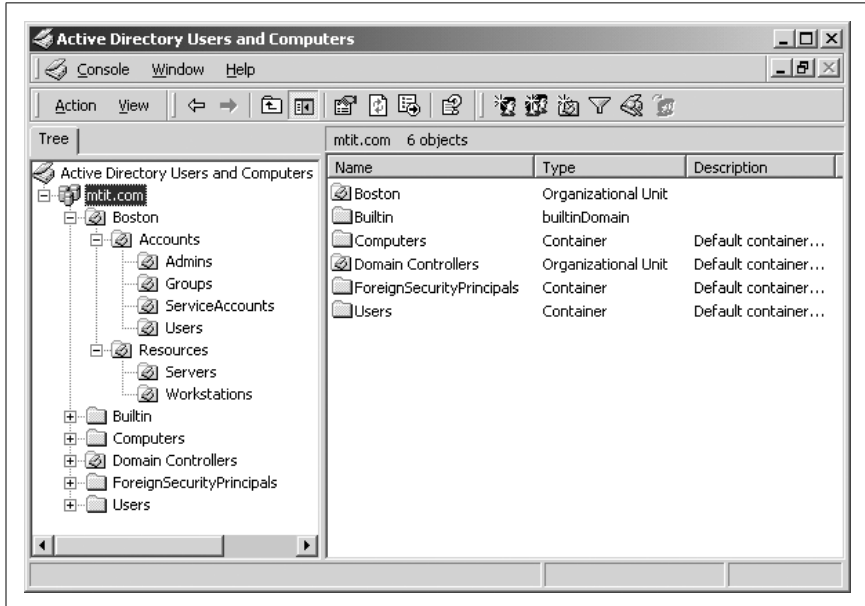 Active Directory Users and Computers
Console Window Help
Action View
Tree
mtit.com 6 objects
Active Directory Users and Computers
mtit.com
Boston
Accounts
Admins
Groups
ServiceAccounts
Users
Resources
Servers
Workstations
Builtin
Computers
Domain Controllers
ForeignSecurityPrincipals
Users
Name Type Description
Boston Organizational Unit
Builtin builtinDomain
Computers Container Default container...
Domain Controllers Organizational Unit Default container...
ForeignSecurityPrincipals Container Default container...
Users Container Default container...